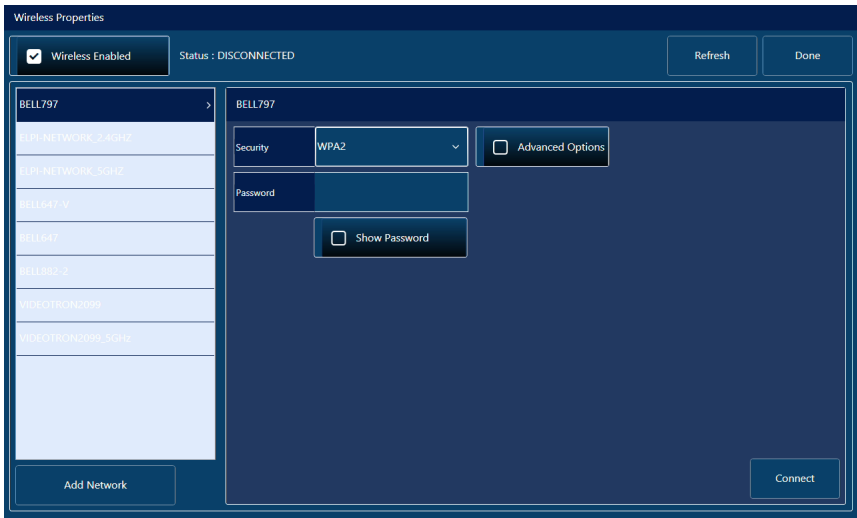 Wireless Properties
Wireless Enabled
Status : DISCONNECTED
Refresh
Done
BELL797
ELPI-NETWORK_2.4GHZ
ELPI-NETWORK_5GHZ
BELL647-V
BELL647
BELL882-2
VIDEOTRON2099
VIDEOTRON2099_5GHz
Add Network
BELL797
Security
WPA2
Advanced Options
Password
Show Password
Connect